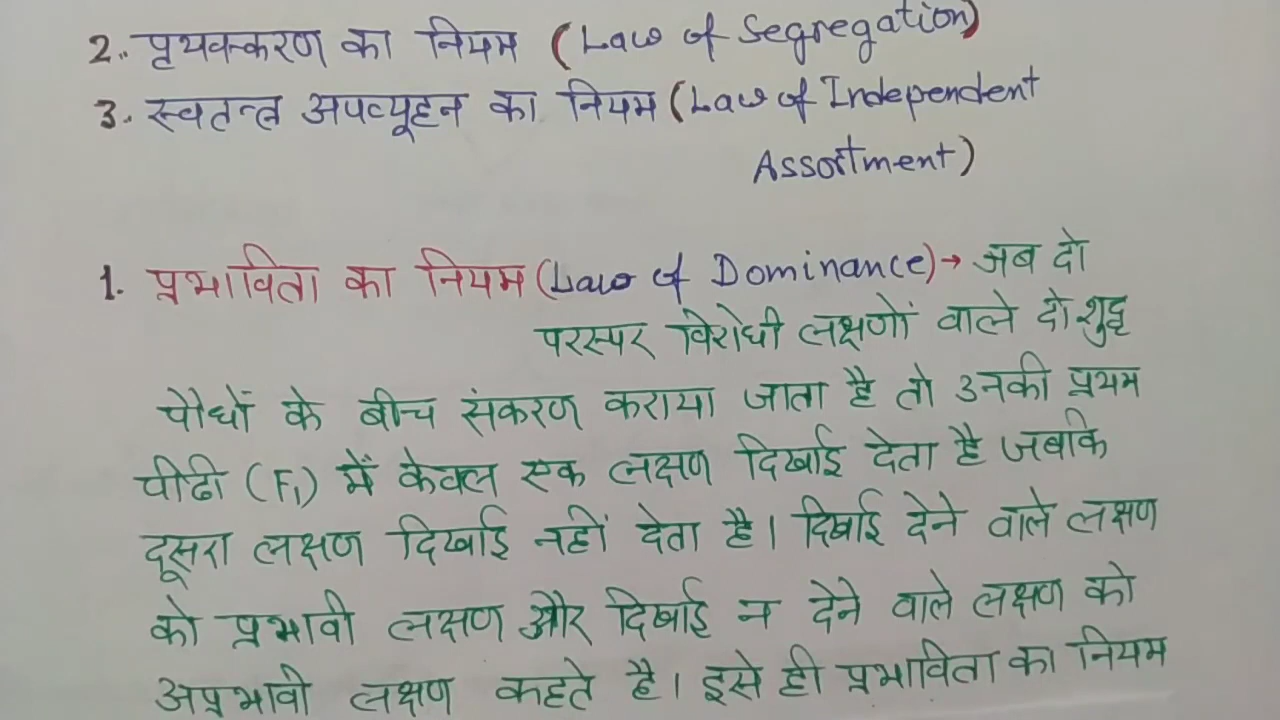 2. पृथक्करण का नियम (Law of Segregation)
3. स्वतन्त्र अपव्यूहन का नियम (Law of Independent
Assortment)
1. प्रभाविता का नियम (Law of Dominance)→ जब दो
परस्पर विरोधी लक्षणों वाले दो शुद्ध
पौधों के बीच संकरण कराया जाता है तो उनकी प्रथम
पीढी (F₁) में केवल एक लक्षण दिखाई देता है जबकि
दूसरा लक्षण दिखाई नहीं देता है। दिखाई देने वाले लक्षण
को प्रभावी लक्षण और दिखाई न देने वाले लक्षण को
अप्रभावी लक्षण कहते है। इसे ही प्रभाविता का नियम